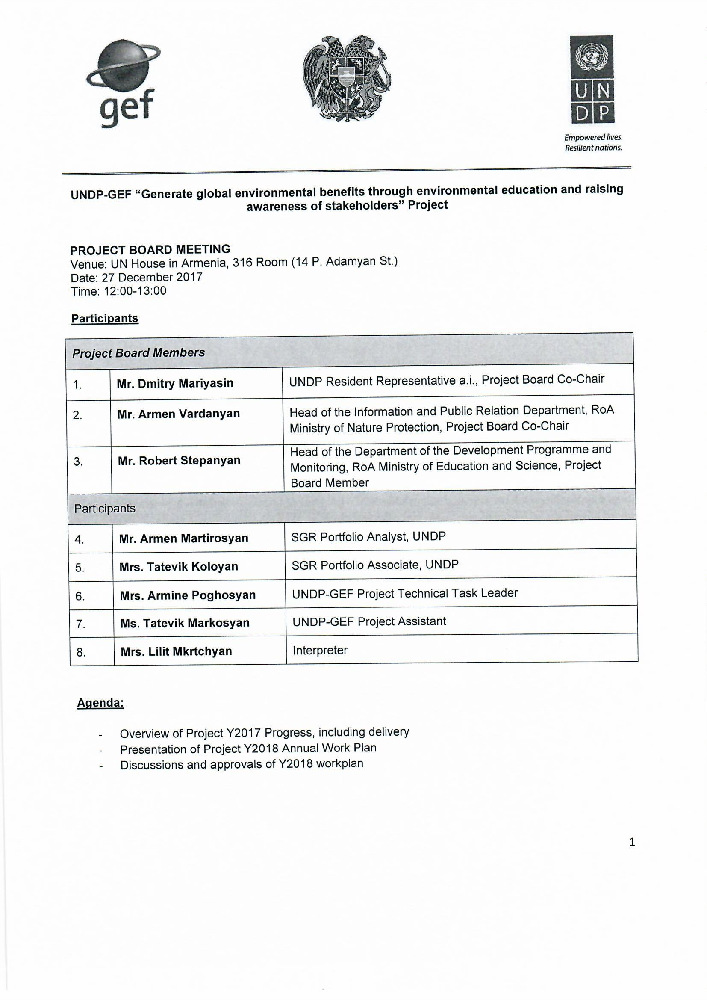 gef
UN
DP
Empowered lives.
Resilient nations.
UNDP-GEF “Generate global environmental benefits through environmental education and raising
awareness of stakeholders” Project
PROJECT BOARD MEETING
Venue: UN House in Armenia, 316 Room (14 P. Adamyan St.)
Date: 27 December 2017
Time: 12:00-13:00
Participants
Project Board Members
1. Mr. Dmitry Mariyasin UNDP Resident Representative a.i., Project Board Co-Chair
2. Mr. Armen Vardanyan Head of the Information and Public Relation Department, RoA
Ministry of Nature Protection, Project Board Co-Chair
Head of the Department of the Development Programme and
3. Mr. Robert Stepanyan Monitoring, RoA Ministry of Education and Science, Project
Board Member
Participants
4. Mr. Armen Martirosyan SGR Portfolio Analyst, UNDP
5. Mrs. Tatevik Koloyan SGR Portfolio Associate, UNDP
6. Mrs. Armine Poghosyan UNDP-GEF Project Technical Task Leader
7. Ms. Tatevik Markosyan UNDP-GEF Project Assistant
8. Mrs. Lilit Mkrtchyan Interpreter
Agenda:
- Overview of Project Y2017 Progress, including delivery
- Presentation of Project Y2018 Annual Work Plan
- Discussions and approvals of Y2018 workplan
1